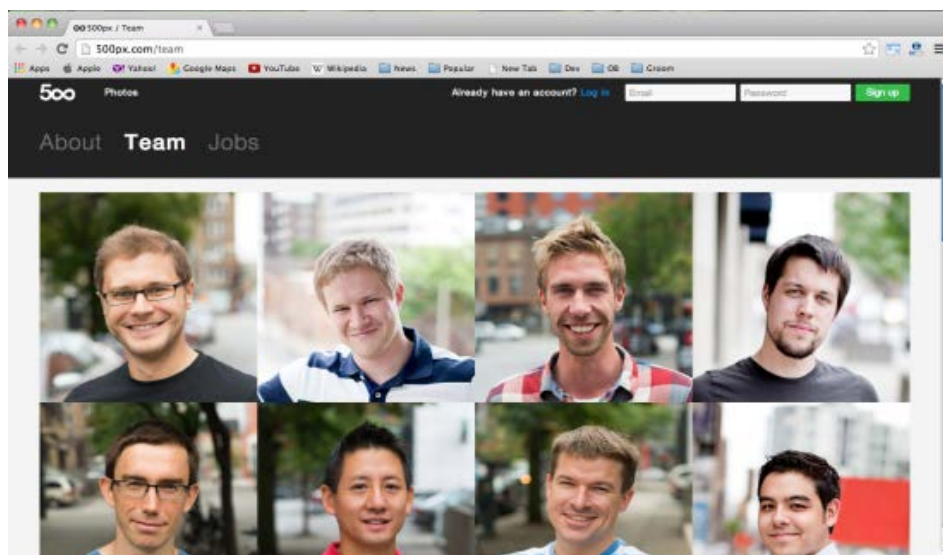 500px / Team
500px.com/team
Apps Apple Yahoo! Google Maps YouTube Wikipedia News Popular New Tab Dev OB Groom
500 Photos Already have an account? Log in Email Password Sign up
About Team Jobs